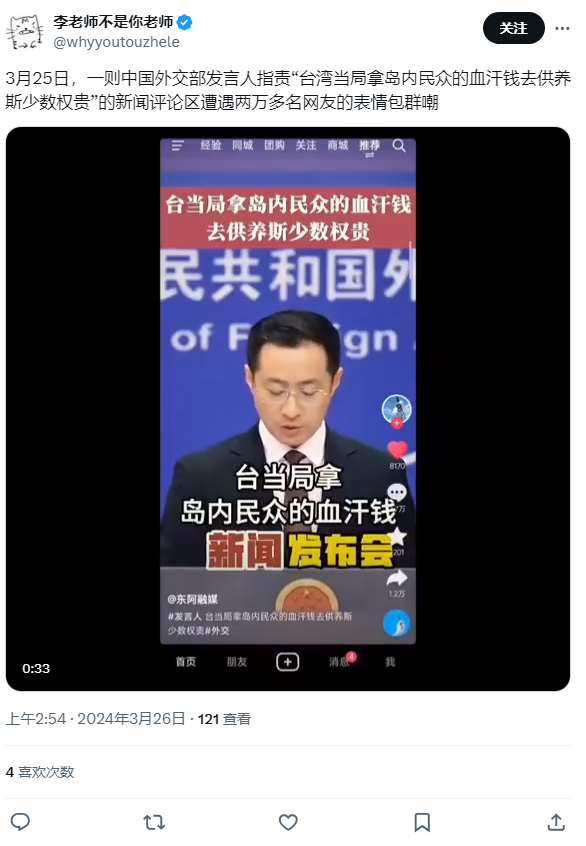 李老师不是你老师
@whyyoutouzhele
关注
3月25日，一则中国外交部发言人指责“台湾当局拿岛内民众的血汗钱去供养
斯少数权贵”的新闻评论区遭遇两万多名网友的表情包群嘲
经验 同城 团购 关注 商城 推荐
台当局拿岛内民众的血汗钱
去供养斯少数权贵
民共和国外
of F ign
台当局拿
岛内民众的血汗钱
新闻发布会
8170
201
1.2万
@东阿融媒
#发言人 台当局拿岛内民众的血汗钱去供养斯
少数权贵#外交
首页 朋友 消息 4 我
0:33
上午2:54 · 2024年3月26日 · 121 查看
4 喜欢次数